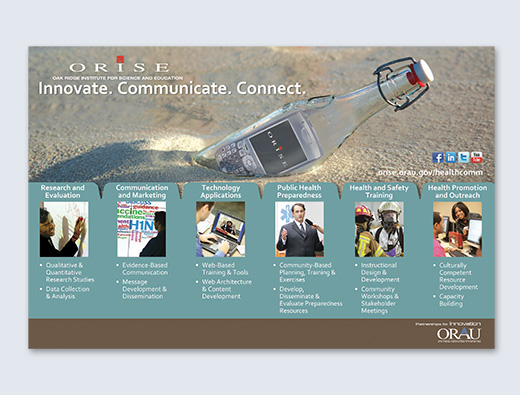 ORISE
OAK RIDGE INSTITUTE FOR SCIENCE AND EDUCATION
Innovate. Communicate. Connect.
ORISE
orise.orau.gov/healthcomm
Research and
Evaluation
• Qualitative &
Quantitative
Research Studies
• Data Collection
& Analysis
Communication
and Marketing
accine
H1N1
• Evidence-Based
Communication
• Message
Development &
Dissemination
Technology
Applications
• Web-Based
Training & Tools
• Web Architecture
& Content
Development
Public Health
Preparedness
• Community-Based
Planning, Training &
Exercises
• Develop,
Disseminate &
Evaluate Preparedness
Resources
Health and Safety
Training
• Instructional
Design &
Development
• Community
Workshops &
Stakeholder
Meetings
Health Promotion
and Outreach
• Culturally
Competent
Resource
Development
• Capacity
Building
Partnerships for innovation
ORAU